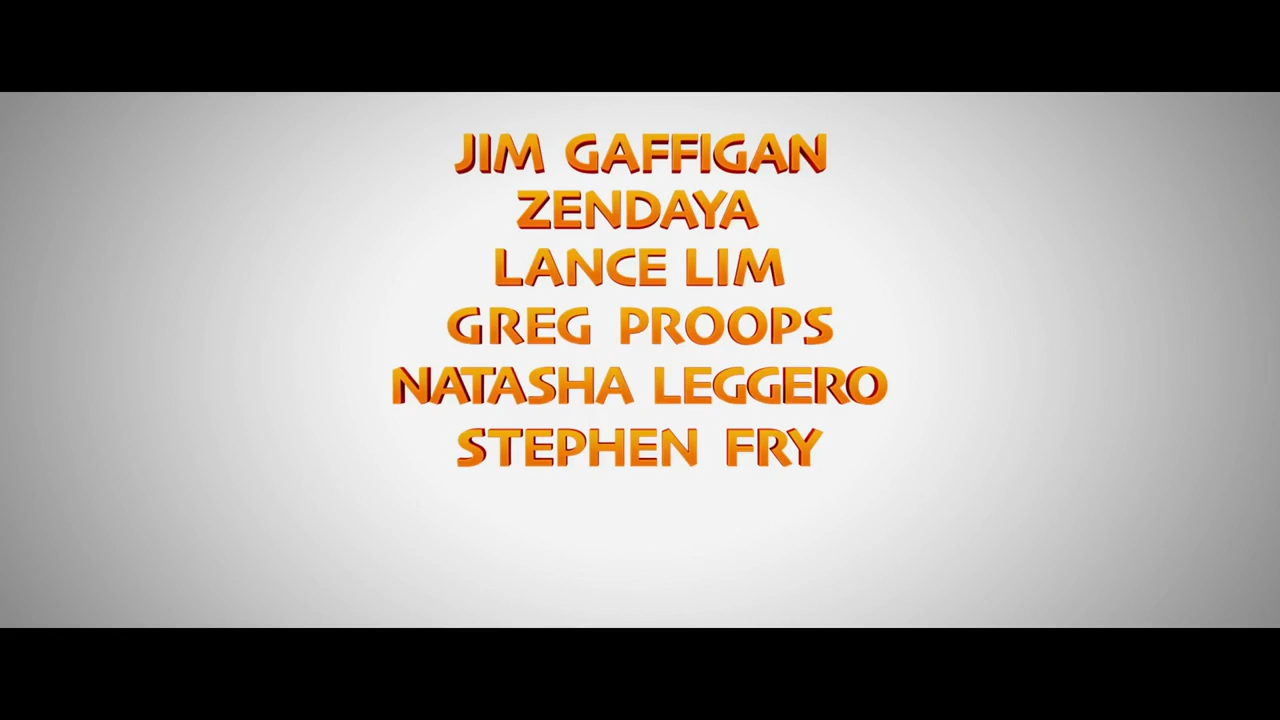 JIM GAFFIGAN
ZENDAYA
LANCE LIM
GREG PROOPS
NATASHA LEGGERO
STEPHEN FRY